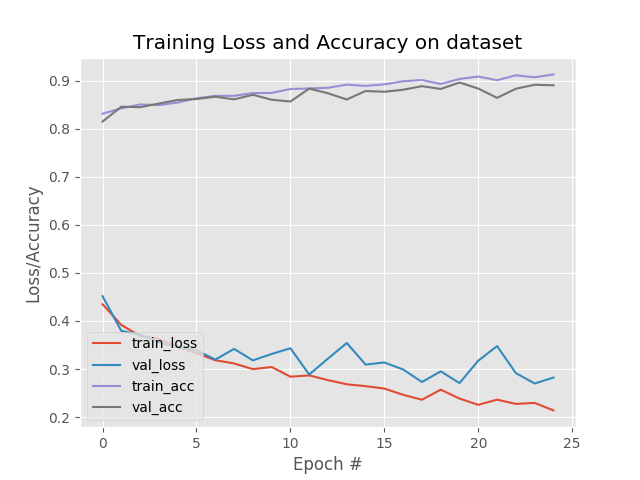 Training Loss and Accuracy on dataset
Loss/Accuracy
0.9
0.8
0.7
0.6
0.5
0.4
0.3
0.2
train_loss
val_loss
train_acc
val_acc
0 5 10 15 20 25
Epoch #